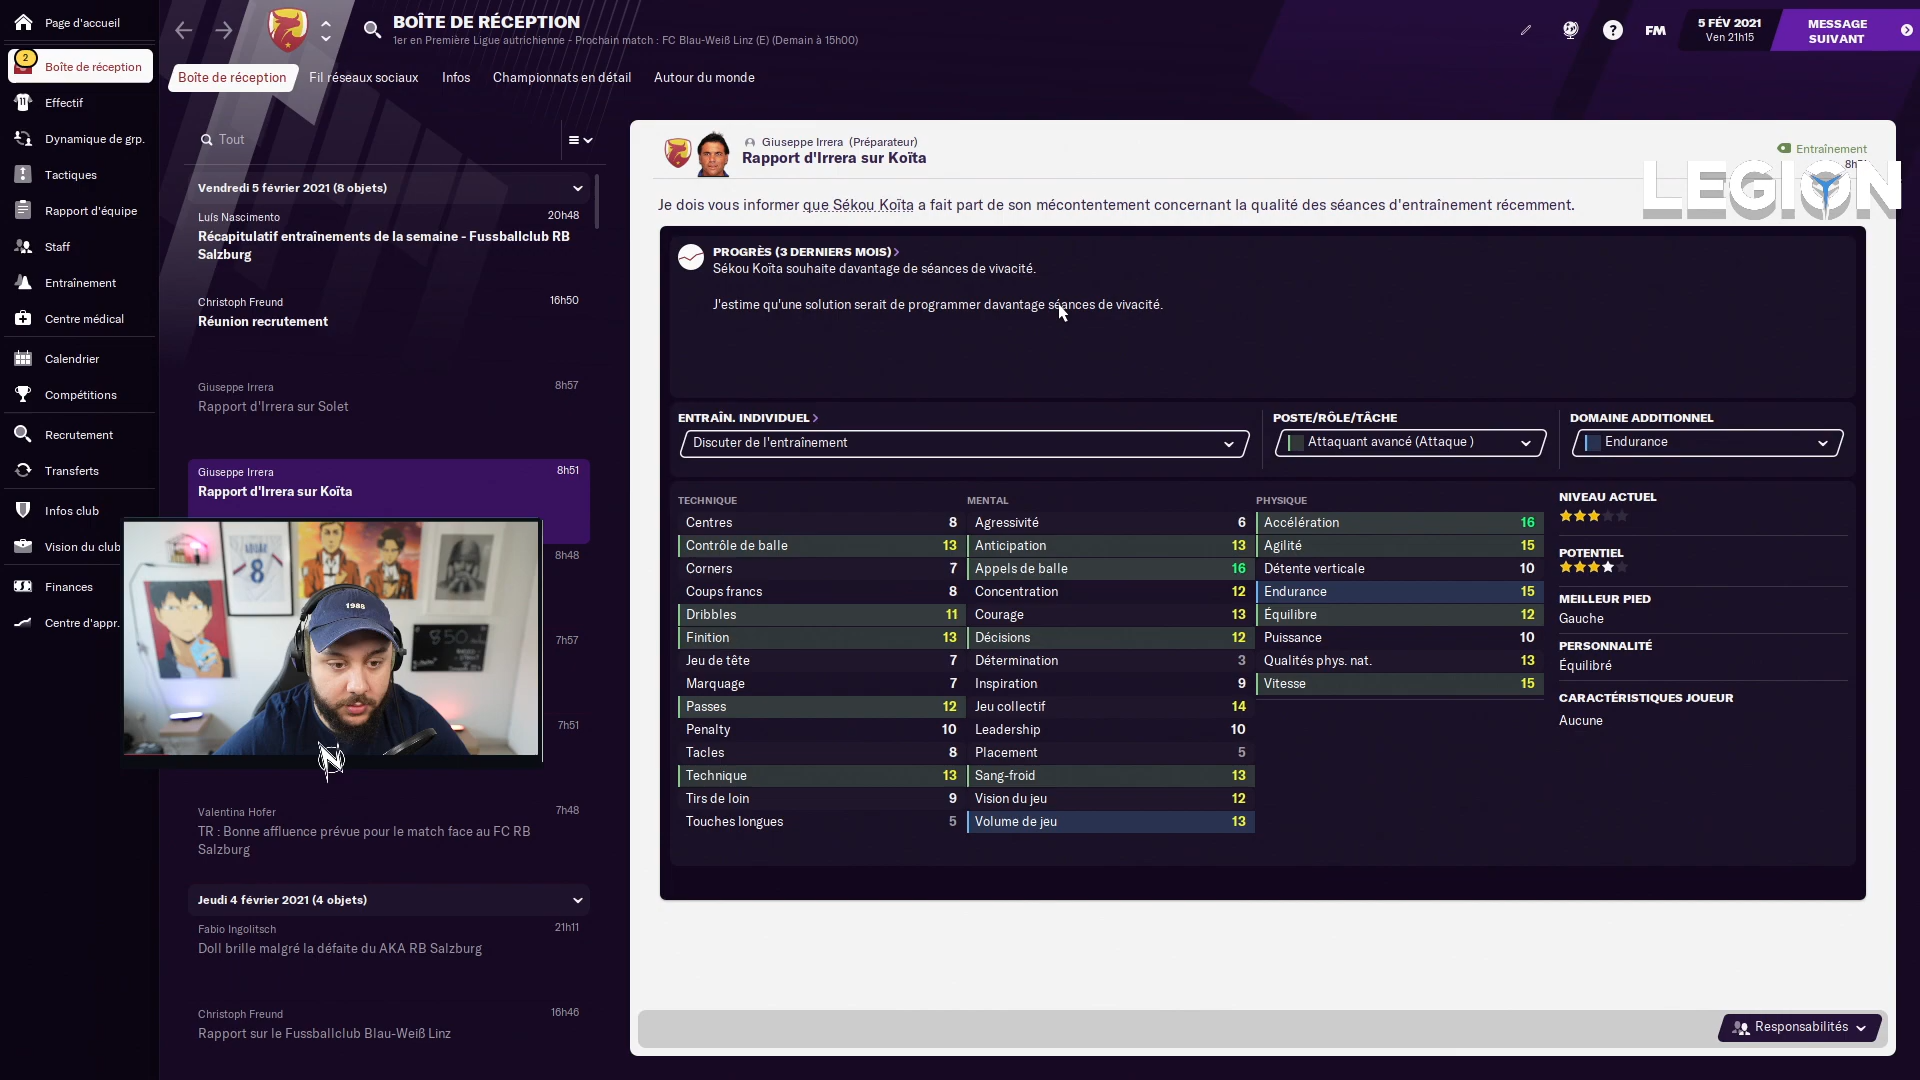 Page d'accueil
2
Boîte de réception
Effectif
Dynamique de grp.
Tactiques
Rapport d'équipe
Staff
Entraînement
Centre médical
Calendrier
Compétitions
Recrutement
Transferts
Infos club
Vision du club
Finances
Centre d'appr.
BOÎTE DE RÉCEPTION
1er en Première Ligue autrichienne - Prochain match : FC Blau-Weiß Linz (E) (Demain à 15h00)
FM
5 FÉV 2021
Ven 21h15
MESSAGE
SUIVANT
Boîte de réception Fil réseaux sociaux Infos Championnats en détail Autour du monde
Tout
Vendredi 5 février 2021 (8 objets)
Luís Nascimento 20h48
Récapitulatif entraînements de la semaine - Fussballclub RB
Salzburg
Christoph Freund 16h50
Réunion recrutement
Giuseppe Irrera 8h57
Rapport d'Irrera sur Solet
Giuseppe Irrera 8h51
Rapport d'Irrera sur Koïta
8h48
7h57
7h51
1988
8
Valentina Hofer 7h48
TR : Bonne affluence prévue pour le match face au FC RB
Salzburg
Jeudi 4 février 2021 (4 objets)
Fabio Ingolitsch 21h11
Doll brille malgré la défaite du AKA RB Salzburg
Christoph Freund 16h46
Rapport sur le Fussballclub Blau-Weiß Linz
Giuseppe Irrera (Préparateur)
Rapport d'Irrera sur Koïta
Entraînement
LEGION
Je dois vous informer que Sékou Koïta a fait part de son mécontentement concernant la qualité des séances d'entraînement récemment.
PROGRÈS (3 DERNIERS MOIS)
Sékou Koïta souhaite davantage de séances de vivacité.
J'estime qu'une solution serait de programmer davantage séances de vivacité.
ENTRAÎN. INDIVIDUEL
Discuter de l'entraînement
POSTE/RÔLE/TÂCHE
Attaquant avancé (Attaque )
DOMAINE ADDITIONNEL
Endurance
TECHNIQUE
Centres 8
Contrôle de balle 13
Corners 7
Coups francs 8
Dribbles 11
Finition 13
Jeu de tête 7
Marquage 7
Passes 12
Penalty 10
Tacles 8
Technique 13
Tirs de loin 9
Touches longues 5
MENTAL
Agressivité 6
Anticipation 13
Appels de balle 16
Concentration 12
Courage 13
Décisions 12
Détermination 3
Inspiration 9
Jeu collectif 14
Leadership 10
Placement 5
Sang-froid 13
Vision du jeu 12
Volume de jeu 13
PHYSIQUE
Accélération 16
Agilité 15
Détente verticale 10
Endurance 15
Équilibre 12
Puissance 10
Qualités phys. nat. 13
Vitesse 15
NIVEAU ACTUEL
POTENTIEL
MEILLEUR PIED
Gauche
PERSONNALITÉ
Équilibré
CARACTÉRISTIQUES JOUEUR
Aucune
Responsabilités